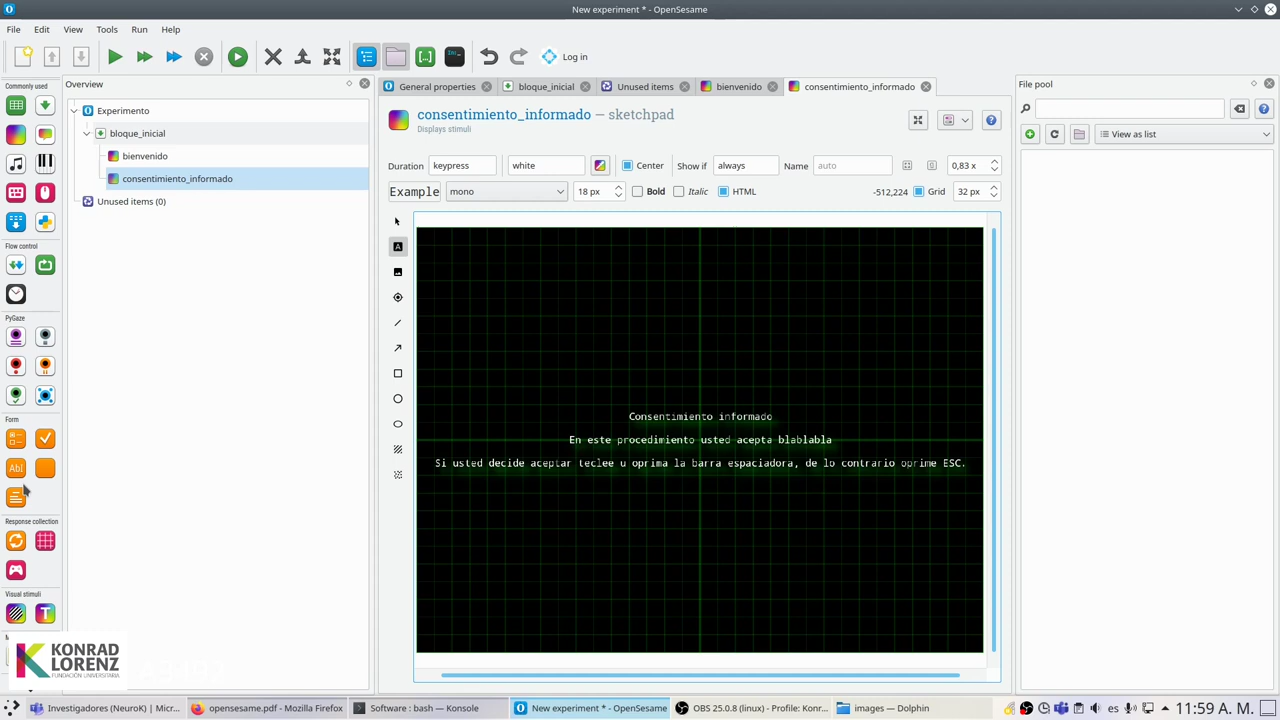 New experiment * - OpenSesame
File Edit View Tools Run Help
Log in
Commonly used
Flow control
PyGaze
Form
Abl
Response collection
Visual stimuli
Overview
Experimento
bloque_inicial
bienvenido
consentimiento_informado
Unused items (0)
General properties
bloque_inicial
Unused items
bienvenido
consentimiento_informado
consentimiento_informado — sketchpad
Displays stimuli
Duration keypress white Center Show if always Name auto 0,83 x
Example mono 18 px Bold Italic HTML -512,224 Grid 32 px
A
Consentimiento informado
En este procedimiento usted acepta blablabla
Si usted decide aceptar teclee u oprima la barra espaciadora, de lo contrario oprime ESC.
File pool
View as list
KONRAD
LORENZ
FUNDACIÓN UNIVERSITARIA
Investigadores (NeuroK) | Micr...
opensesame.pdf - Mozilla Firefox
Software : bash — Konsole
New experiment * - OpenSesame
OBS 25.0.8 (linux) - Profile: Konr...
images — Dolphin
es
11:59 A. M.